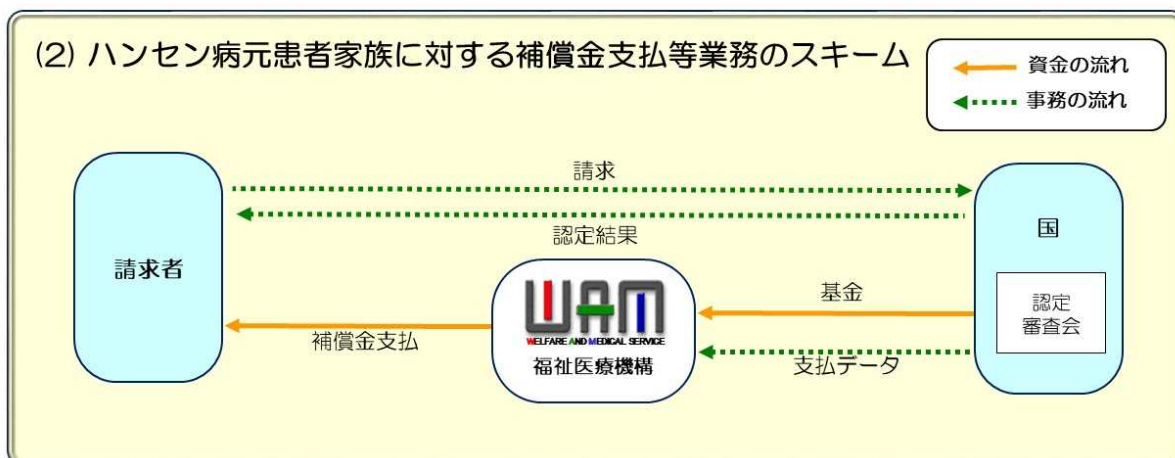 (2) ハンセン病元患者家族に対する補償金支払等業務のスキーム
資金の流れ
事務の流れ
請求
認定結果
請求者
国
認定
審査会
基金
支払データ
補償金支払
WAM
WELFARE AND MEDICAL SERVICE
福祉医療機構